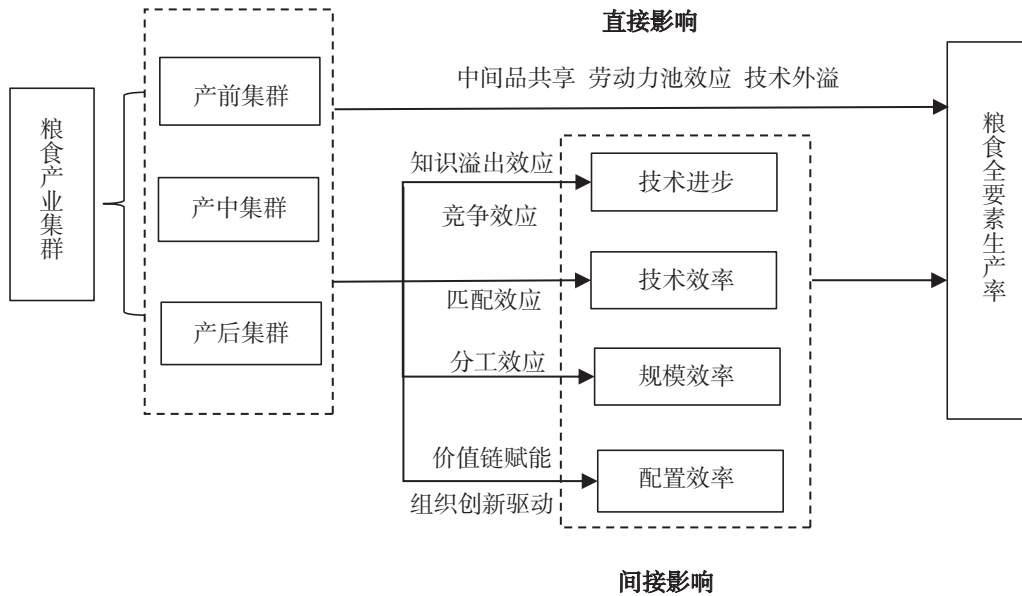 直接影响
粮食产业集群
产前集群
产中集群
产后集群
中间品共享 劳动力池效应 技术外溢
知识溢出效应
竞争效应
匹配效应
分工效应
价值链赋能
组织创新驱动
技术进步
技术效率
规模效率
配置效率
粮食全要素生产率
间接影响